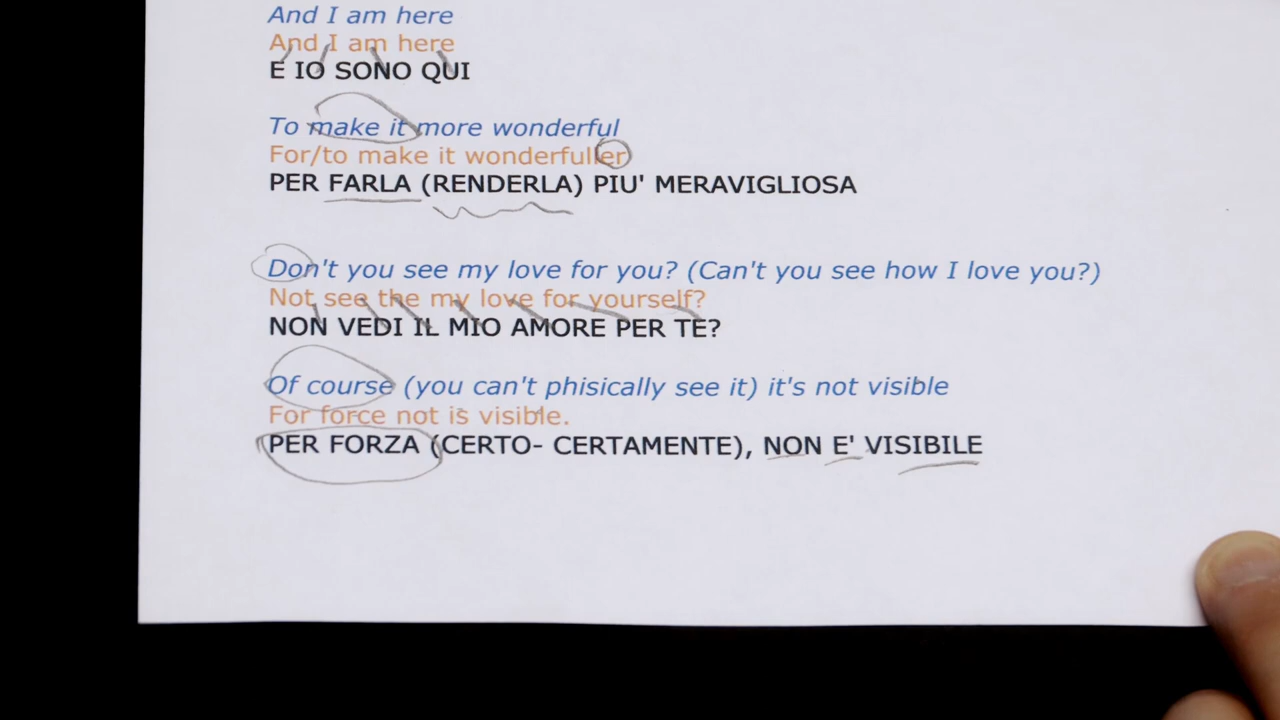 And I am here
And I am here
E IO SONO QUI
To make it more wonderful
For/to make it wonderfuller
PER FARLA (RENDERLA) PIU' MERAVIGLIOSA
Don't you see my love for you? (Can't you see how I love you?)
Not see the my love for yourself?
NON VEDI IL MIO AMORE PER TE?
Of course (you can't phisically see it) it's not visible
For force not is visible.
PER FORZA (CERTO- CERTAMENTE), NON E' VISIBILE